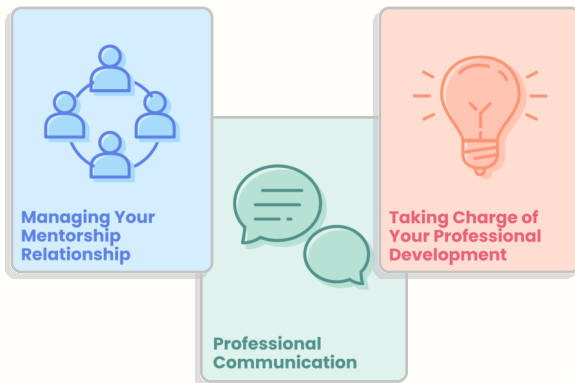 Managing Your
Mentorship
Relationship
Professional
Communication
Taking Charge of
Your Professional
Development